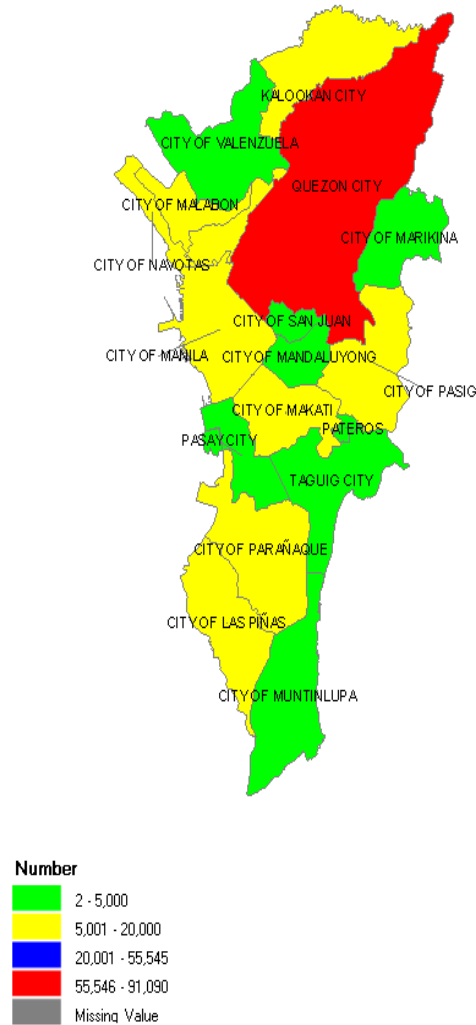 KALOOKAN CITY
CITY OF VALENZUELA
QUEZON CITY
CITY OF MALABON
CITY OF MARIKINA
CITY OF NAVOTAS
CITY OF SAN JUAN
CITY OF MANILA
CITY OF MANDALUYONG
CITY OF PASIG
CITY OF MAKATI
PATEROS
PASAY CITY
TAGUIG CITY
CITY OF PARAÑAQUE
CITY OF LAS PIÑAS
CITY OF MUNTINLUPA
Number
2 - 5,000
5,001 - 20,000
20,001 - 55,545
55,546 - 91,090
Missing Value